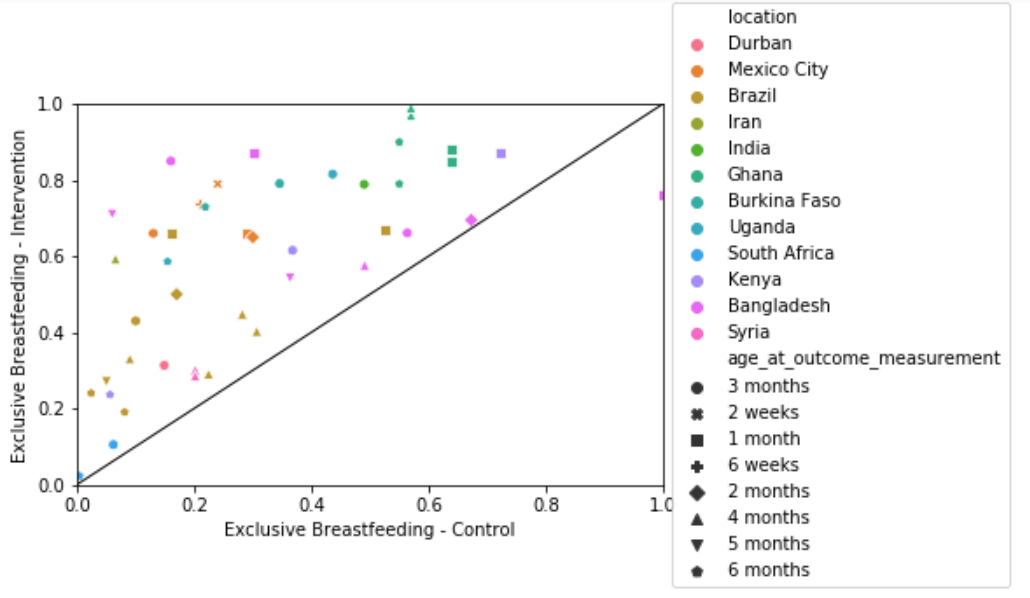 location
Durban
Mexico City
Brazil
Iran
India
Ghana
Burkina Faso
Uganda
South Africa
Kenya
Bangladesh
Syria
age_at_outcome_measurement
3 months
2 weeks
1 month
6 weeks
2 months
4 months
5 months
6 months
Exclusive Breastfeeding - Intervention
1.0
0.8
0.6
0.4
0.2
0.0
0.0 0.2 0.4 0.6 0.8 1.0
Exclusive Breastfeeding - Control